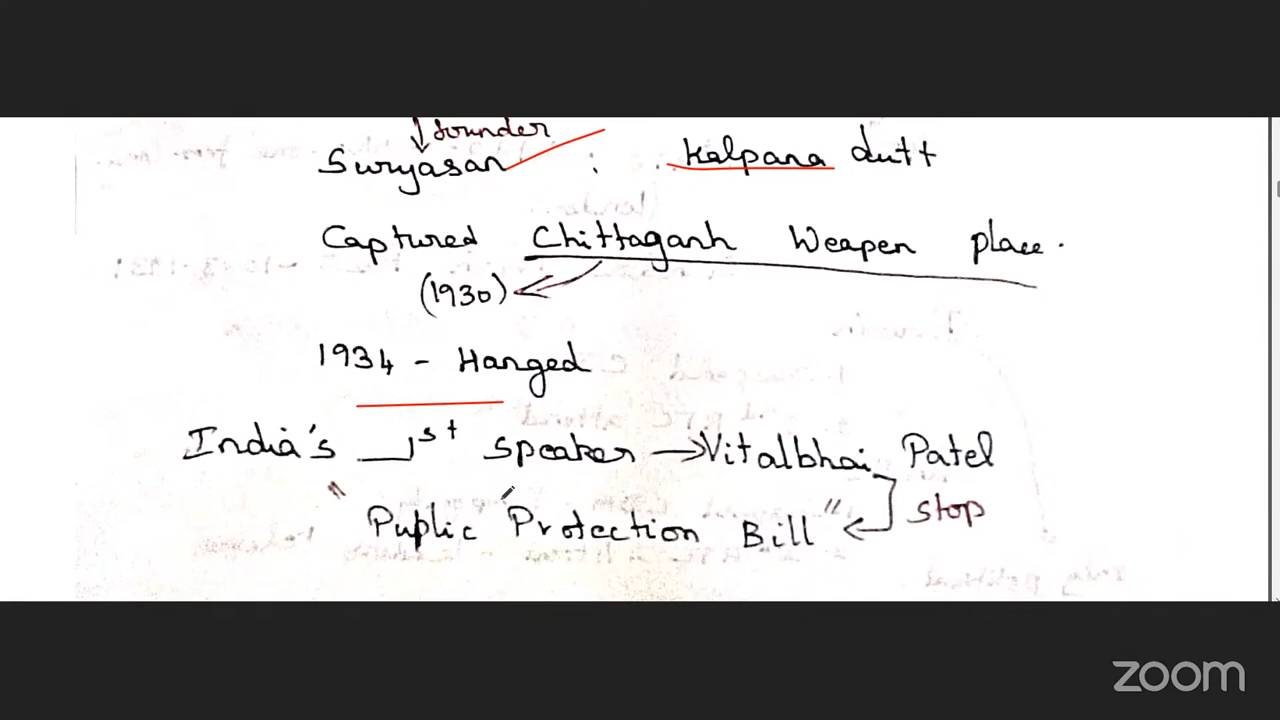 founder
Suryasan : Kalpana dutt
Captured Chittaganh Weapen place.
(1930)
1934 - Hanged
India's 1st speaker → Vitalbhai Patel
stop
" Puplic Protection Bill "
zoom